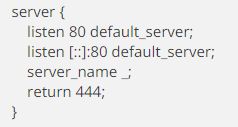 server {
listen 80 default_server;
listen [::]:80 default_server;
server_name _;
return 444;
}